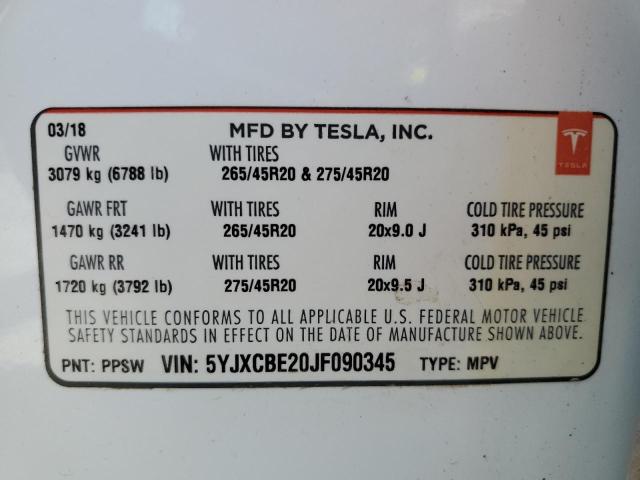 03/18 MFD BY TESLA, INC.
TESLA
GVWR WITH TIRES
3079 kg (6788 lb) 265/45R20 & 275/45R20
GAWR FRT WITH TIRES RIM COLD TIRE PRESSURE
1470 kg (3241 lb) 265/45R20 20x9.0 J 310 kPa, 45 psi
GAWR RR WITH TIRES RIM COLD TIRE PRESSURE
1720 kg (3792 lb) 275/45R20 20x9.5 J 310 kPa, 45 psi
THIS VEHICLE CONFORMS TO ALL APPLICABLE U.S. FEDERAL MOTOR VEHICLE
SAFETY STANDARDS IN EFFECT ON THE DATE OF MANUFACTURE SHOWN ABOVE.
PNT: PPSW VIN: 5YJXCBE20JF090345 TYPE: MPV